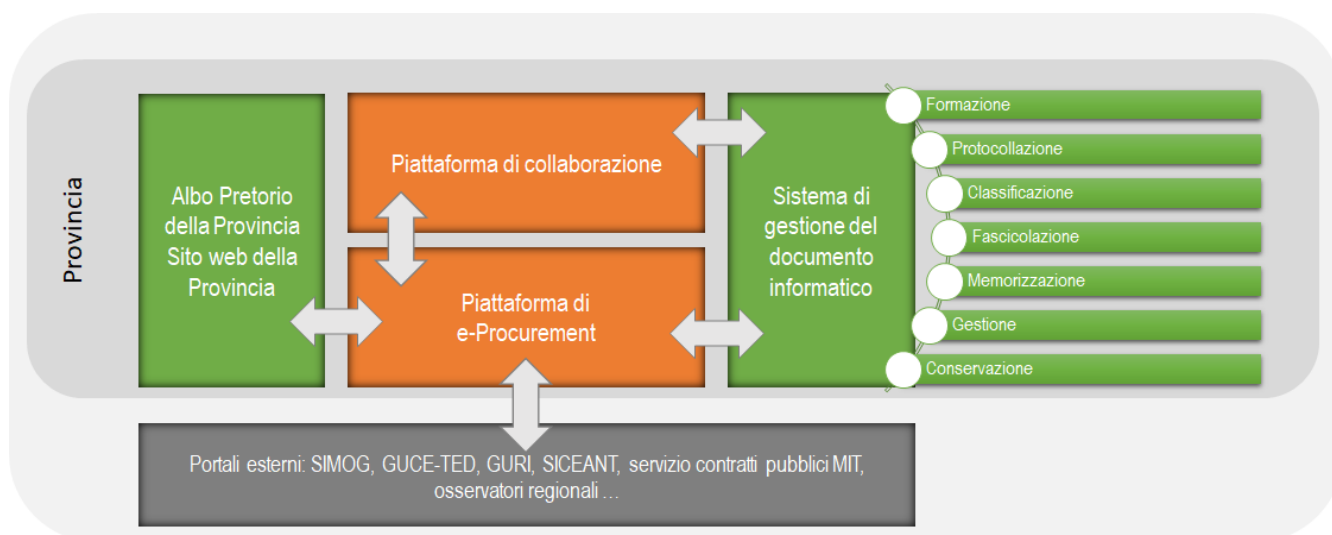 Provincia
Albo Pretorio
della Provincia
Sito web della
Provincia
Piattaforma di collaborazione
Piattaforma di
e-Procurement
Sistema di
gestione del
documento
informatico
Formazione
Protocollazione
Classificazione
Fascicolazione
Memorizzazione
Gestione
Conservazione
Portali esterni: SIMOG, GUCE-TED, GURI, SICEANT, servizio contratti pubblici MIT,
osservatori regionali ...